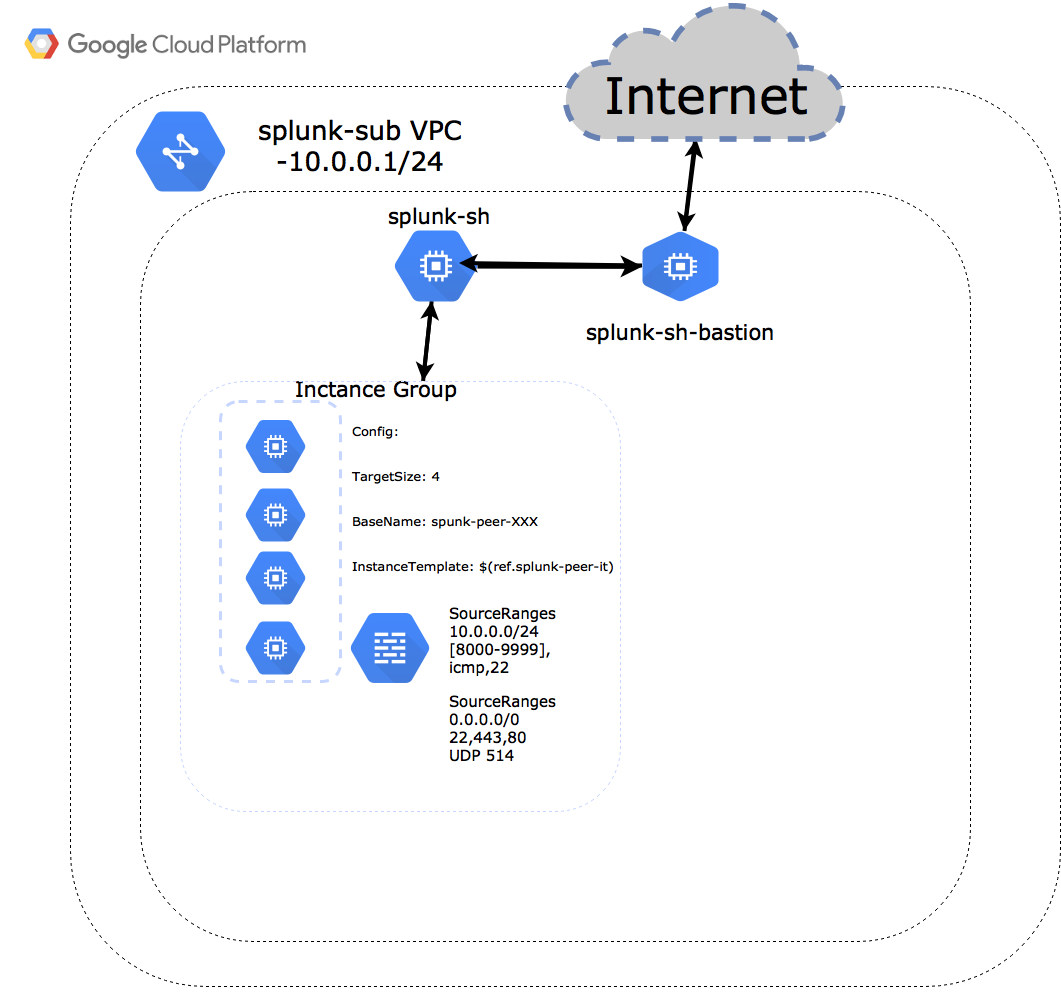 Google Cloud Platform
Internet
splunk-sub VPC
-10.0.0.1/24
splunk-sh
splunk-sh-bastion
Inctance Group
Config:
TargetSize: 4
BaseName: spunk-peer-XXX
InstanceTemplate: $(ref.splunk-peer-it)
SourceRanges
10.0.0.0/24
[8000-9999],
icmp,22
SourceRanges
0.0.0.0/0
22,443,80
UDP 514